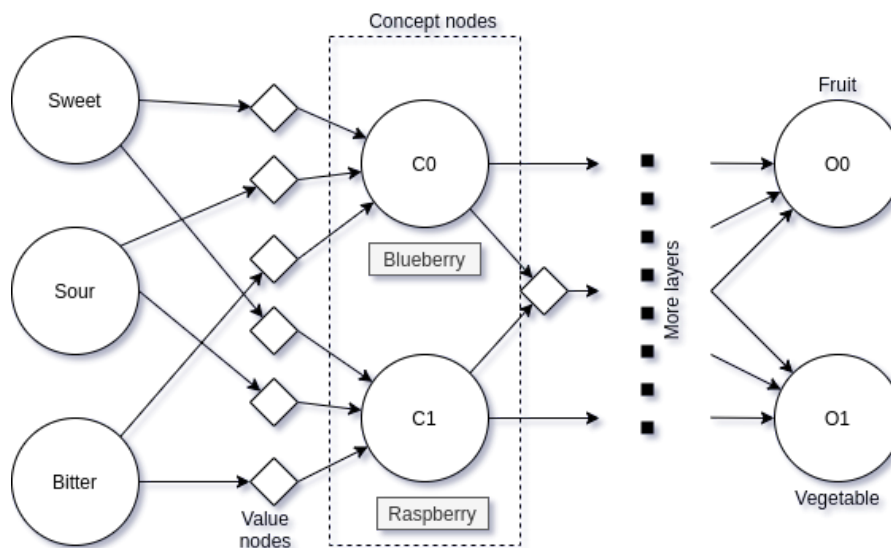 Concept nodes
Sweet
Sour
Bitter
Value
nodes
C0
Blueberry
C1
Raspberry
More layers
Fruit
O0
O1
Vegetable